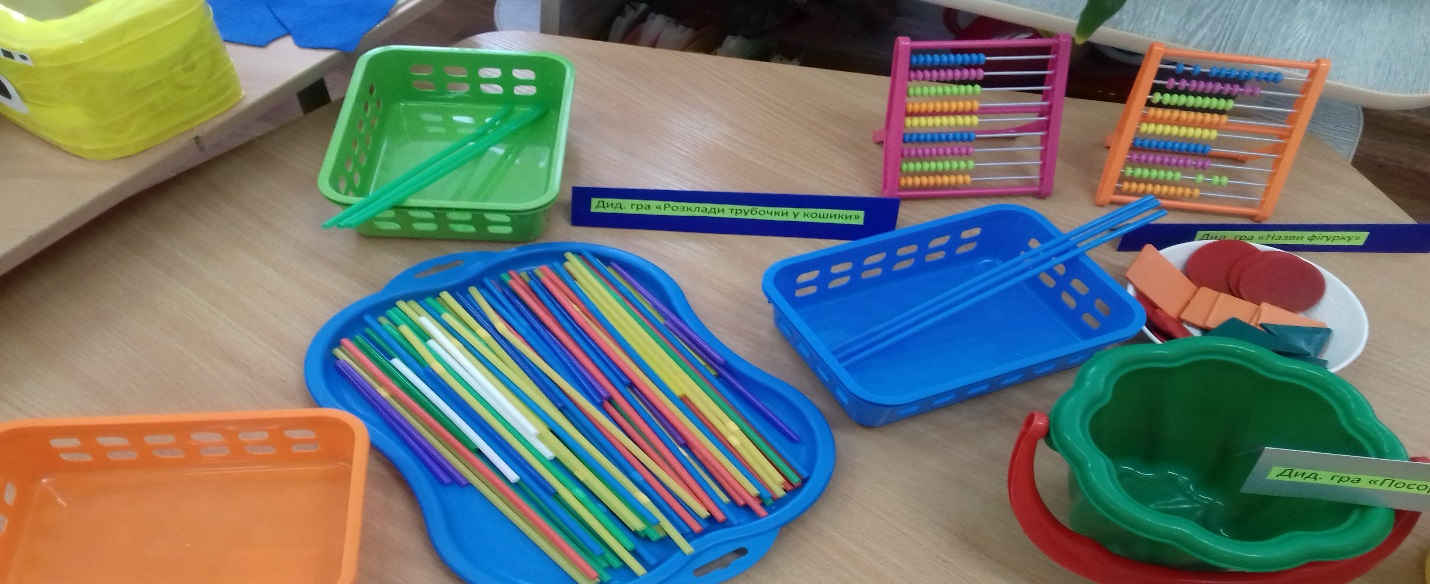 Дид. гра «Розклади трубочки у кошики»
Дид. гра «Назви фігурку»
Дид. гра